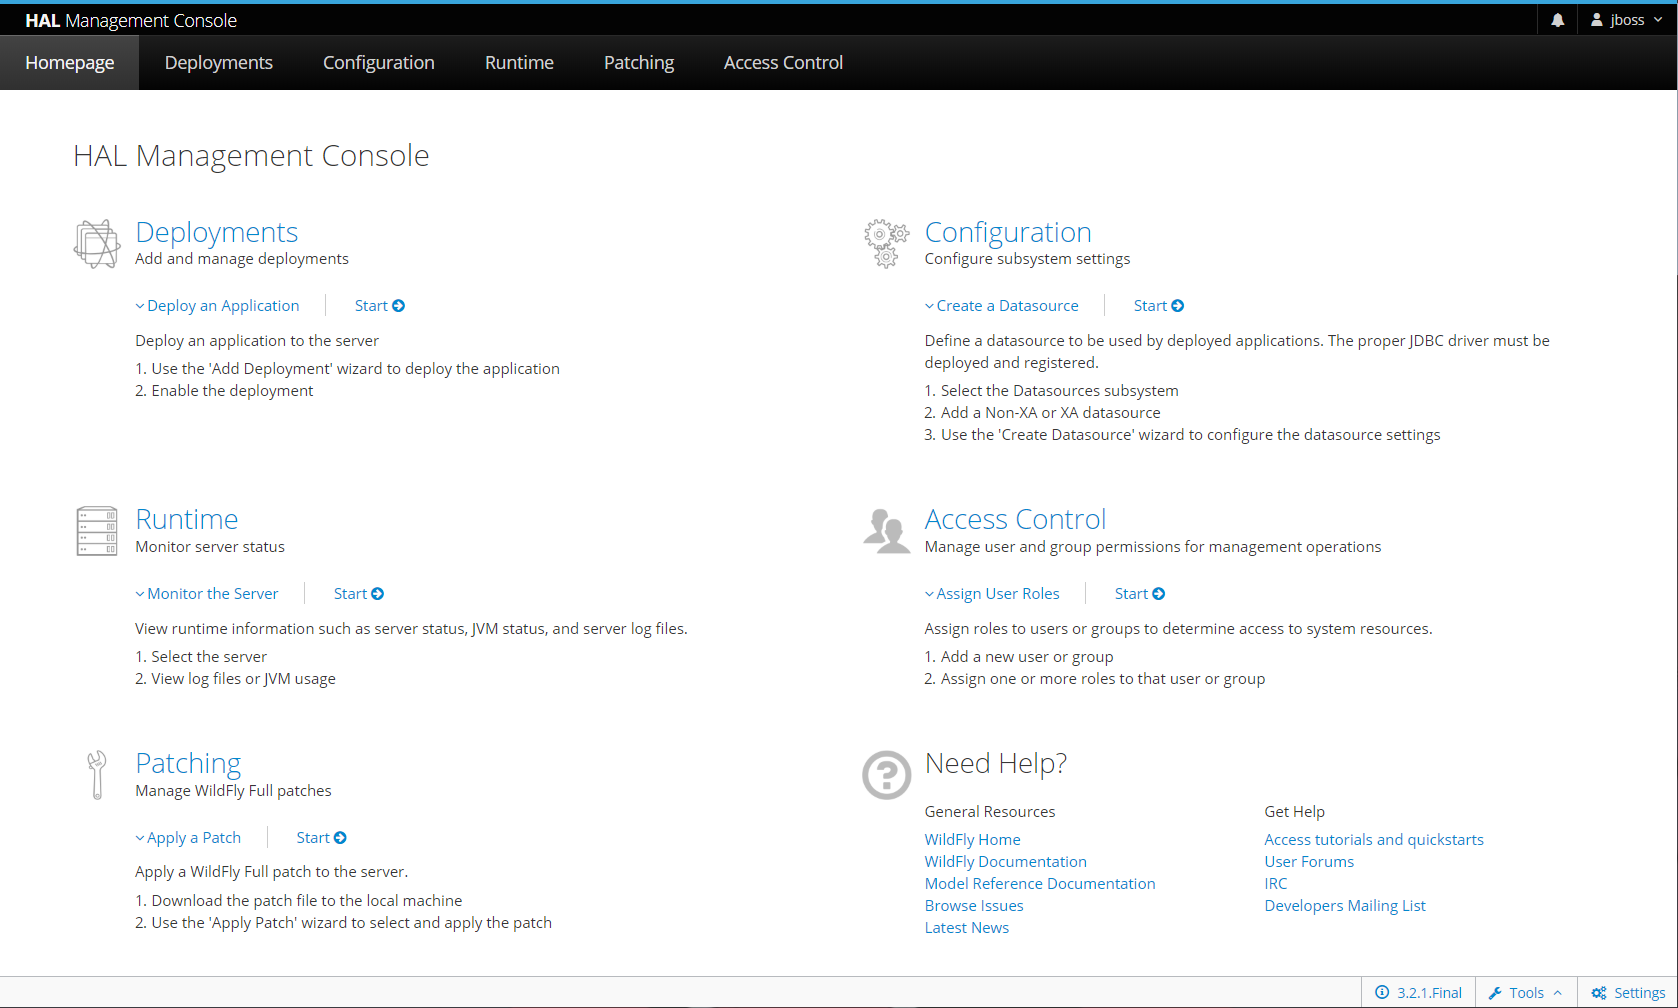 HAL Management Console
jboss
Homepage
Deployments
Configuration
Runtime
Patching
Access Control
HAL Management Console
Deployments
Add and manage deployments
Deploy an Application
Start
Deploy an application to the server
1. Use the 'Add Deployment' wizard to deploy the application
2. Enable the deployment
Configuration
Configure subsystem settings
Create a Datasource
Start
Define a datasource to be used by deployed applications. The proper JDBC driver must be
deployed and registered.
1. Select the Datasources subsystem
2. Add a Non-XA or XA datasource
3. Use the 'Create Datasource' wizard to configure the datasource settings
Runtime
Monitor server status
Monitor the Server
Start
View runtime information such as server status, JVM status, and server log files.
1. Select the server
2. View log files or JVM usage
Access Control
Manage user and group permissions for management operations
Assign User Roles
Start
Assign roles to users or groups to determine access to system resources.
1. Add a new user or group
2. Assign one or more roles to that user or group
Patching
Manage WildFly Full patches
Apply a Patch
Start
Apply a WildFly Full patch to the server.
1. Download the patch file to the local machine
2. Use the 'Apply Patch' wizard to select and apply the patch
Need Help?
General Resources
WildFly Home
WildFly Documentation
Model Reference Documentation
Browse Issues
Latest News
Get Help
Access tutorials and quickstarts
User Forums
IRC
Developers Mailing List
3.2.1.Final
Tools
Settings